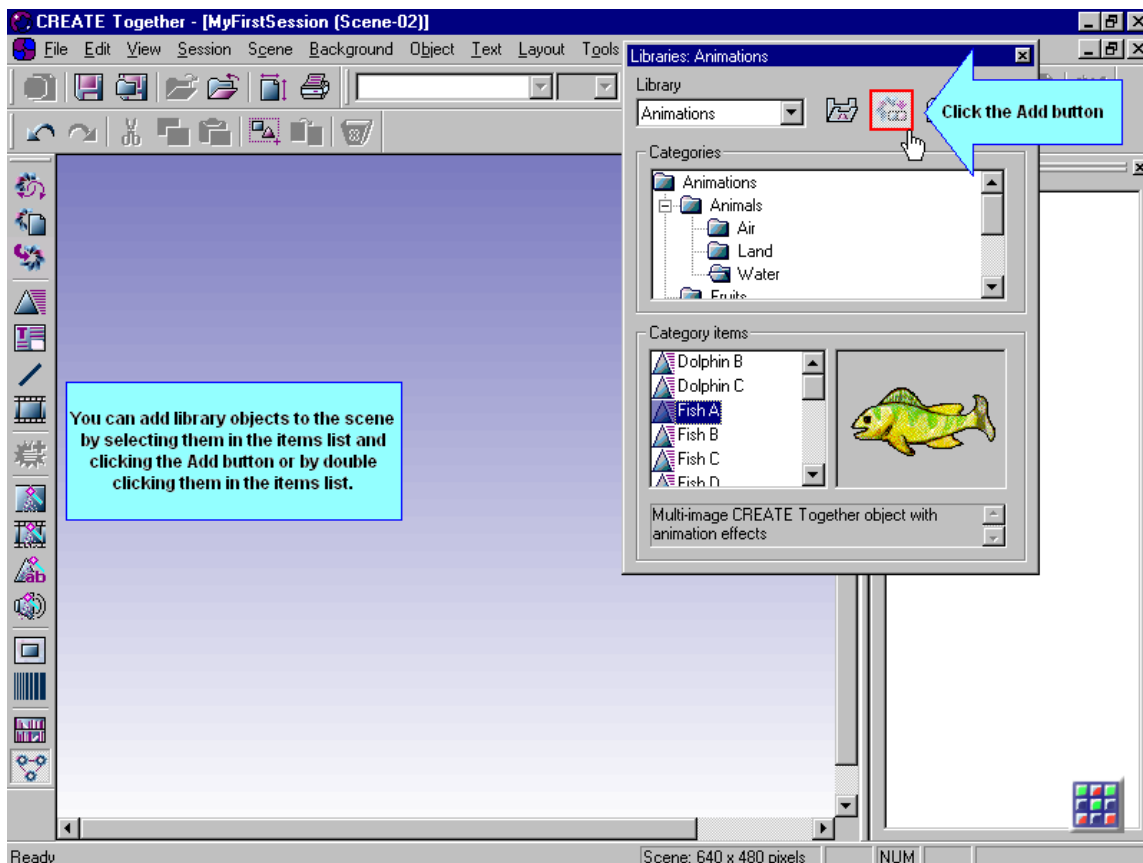 CREATE Together - [MyFirstSession (Scene-02)]
File Edit View Session Scene Background Object Text Layout Tools
Libraries: Animations
Library
Animations
Click the Add button
Categories
Animations
Animals
Air
Land
Water
Fruits
Category items
Dolphin B
Dolphin C
Fish A
Fish B
Fish C
Fish D
Multi-image CREATE Together object with
animation effects
You can add library objects to the scene
by selecting them in the items list and
clicking the Add button or by double
clicking them in the items list.
ab
Ready
Scene: 640 x 480 pixels
NUM